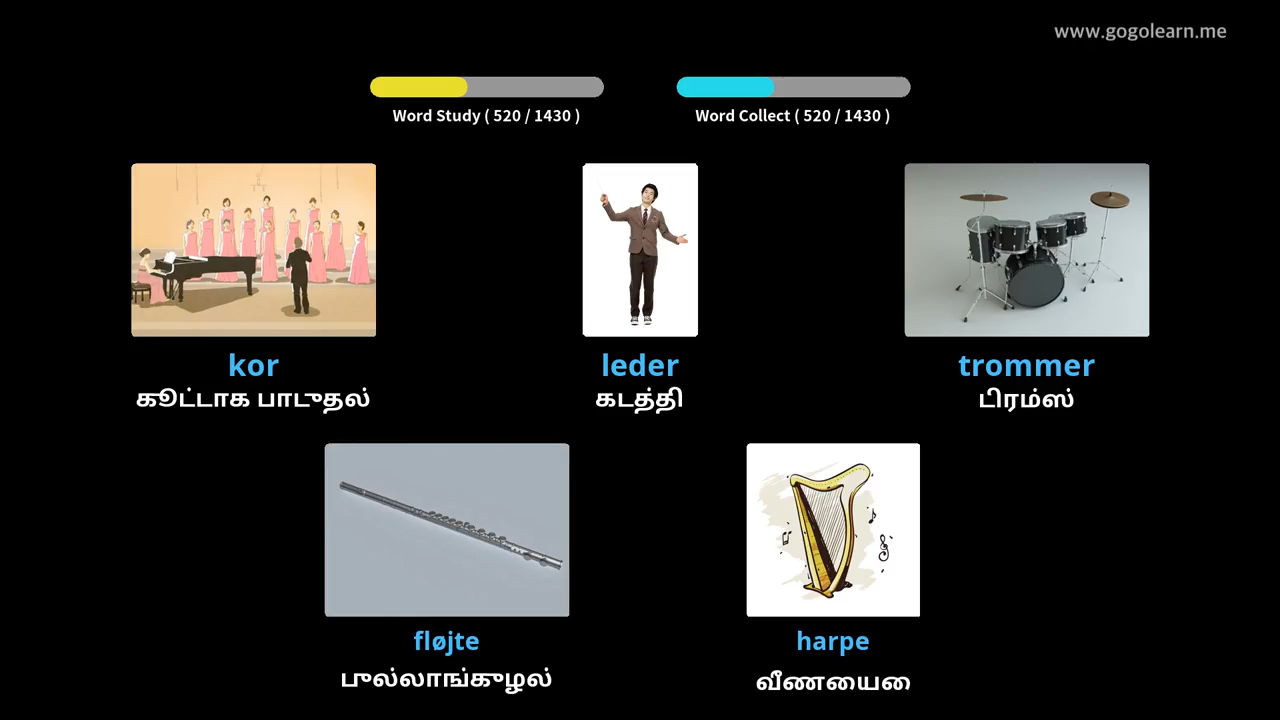 www.gogolearn.me
Word Study ( 520 / 1430 )
Word Collect ( 520 / 1430 )
kor
கூட்டாக பாடுதல்
leder
கடத்தி
trommer
பிரம்ஸ்
fløjte
புல்லாங்குழல்
harpe
வீணையை